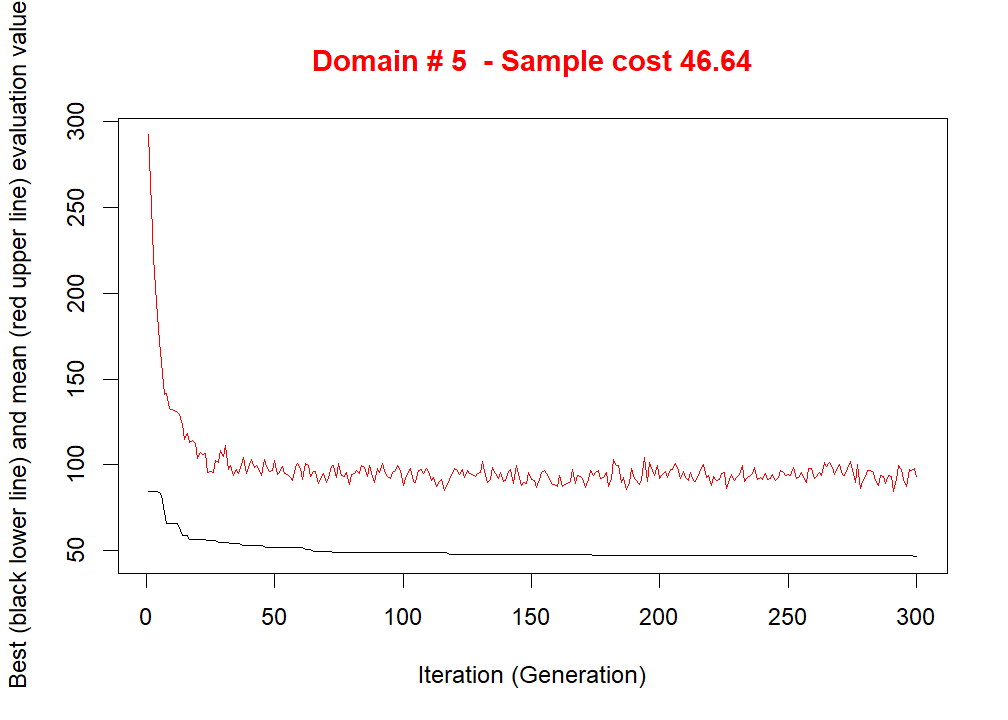 Domain # 5  - Sample cost 46.64
Best (black lower line) and mean (red upper line) evaluation value
300
250
200
150
100
50
0 50 100 150 200 250 300
Iteration (Generation)